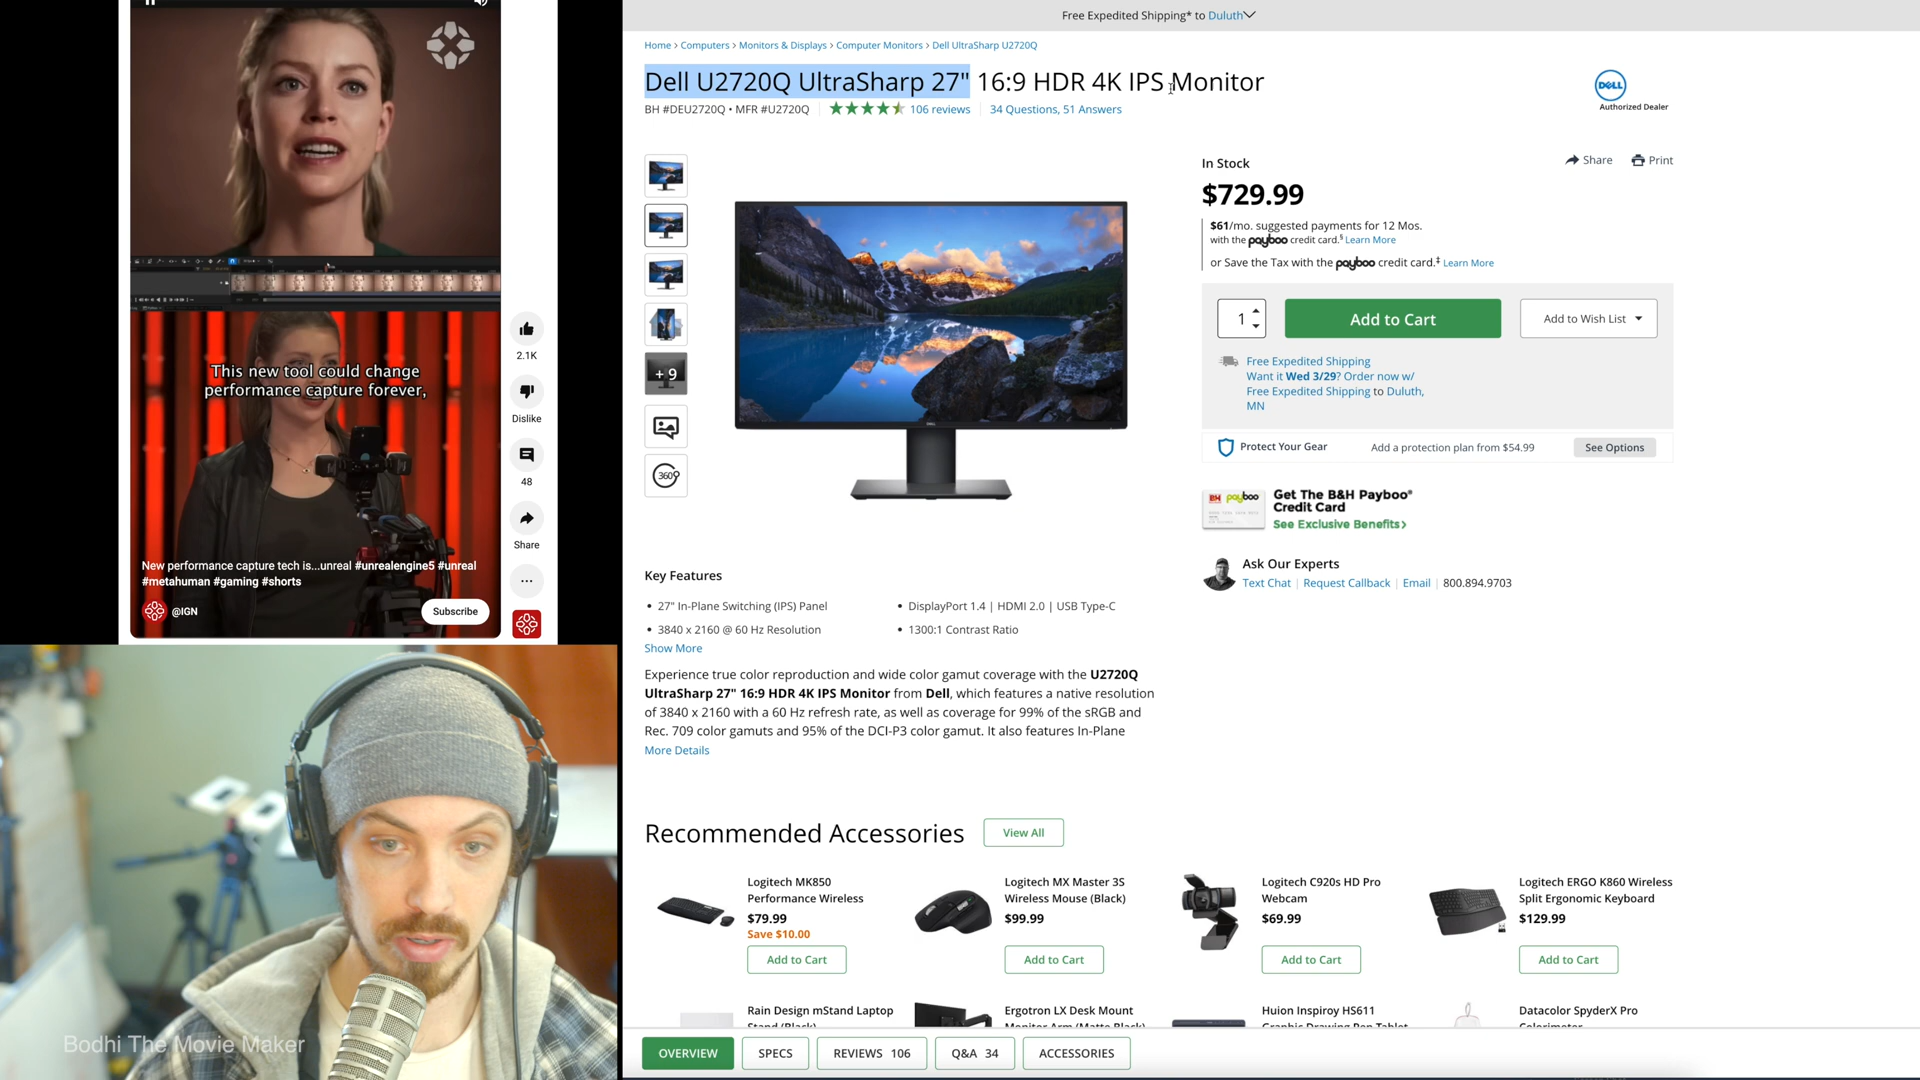 This new tool could change
performance capture forever,
2.1K
Dislike
48
Share
New performance capture tech is...unreal #unrealengine5 #unreal
#metahuman #gaming #shorts
@IGN
Subscribe
Bodhi The Movie Maker
Free Expedited Shipping* to Duluth
Home > Computers > Monitors & Displays > Computer Monitors > Dell UltraSharp U2720Q
Dell U2720Q UltraSharp 27" 16:9 HDR 4K IPS Monitor
DELL
Authorized Dealer
BH #DEU2720Q • MFR #U2720Q
106 reviews
34 Questions, 51 Answers
+ 9
360º
In Stock
Share
Print
$729.99
$61/mo. suggested payments for 12 Mos.
with the payboo credit card.§ Learn More
or Save the Tax with the payboo credit card.‡ Learn More
1
Add to Cart
Add to Wish List
Free Expedited Shipping
Want it Wed 3/29? Order now w/
Free Expedited Shipping to Duluth,
MN
Protect Your Gear
Add a protection plan from $54.99
See Options
BH payboo
Get The B&H Payboo®
Credit Card
See Exclusive Benefits>
Ask Our Experts
Text Chat | Request Callback | Email | 800.894.9703
Key Features
• 27" In-Plane Switching (IPS) Panel
• DisplayPort 1.4 | HDMI 2.0 | USB Type-C
• 3840 x 2160 @ 60 Hz Resolution
• 1300:1 Contrast Ratio
Show More
Experience true color reproduction and wide color gamut coverage with the U2720Q
UltraSharp 27" 16:9 HDR 4K IPS Monitor from Dell, which features a native resolution
of 3840 x 2160 with a 60 Hz refresh rate, as well as coverage for 99% of the sRGB and
Rec. 709 color gamuts and 95% of the DCI-P3 color gamut. It also features In-Plane
More Details
Recommended Accessories
View All
Logitech MK850
Performance Wireless
$79.99
Save $10.00
Add to Cart
Logitech MX Master 3S
Wireless Mouse (Black)
$99.99
Add to Cart
Logitech C920s HD Pro
Webcam
$69.99
Add to Cart
Logitech ERGO K860 Wireless
Split Ergonomic Keyboard
$129.99
Add to Cart
Rain Design mStand Laptop
Stand (Black)
Ergotron LX Desk Mount
Monitor Arm (Matte Black)
Huion Inspiroy HS611
Graphic Drawing Pen Tablet
Datacolor SpyderX Pro
Colorimeter
OVERVIEW
SPECS
REVIEWS 106
Q&A 34
ACCESSORIES